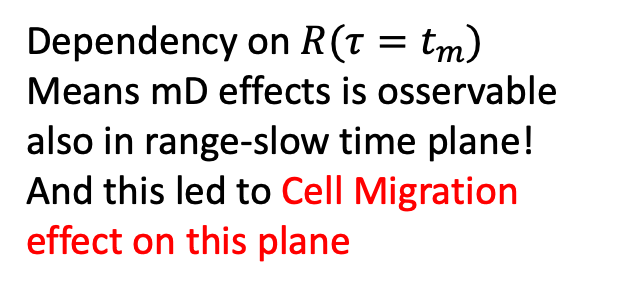 Dependency on R(τ = tₘ)
Means mD effects is osservable
also in range-slow time plane!
And this led to Cell Migration
effect on this plane